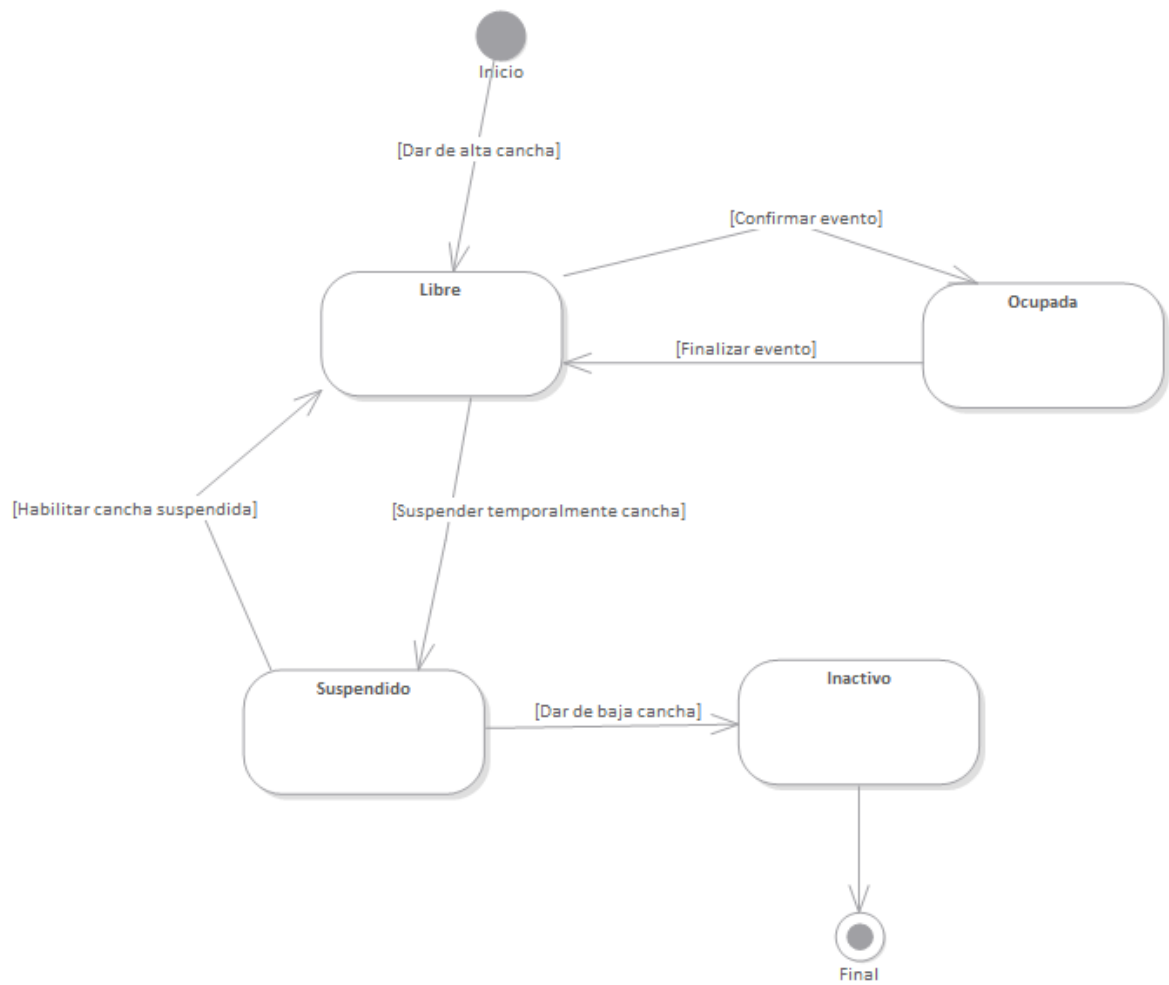 Inicio
[Dar de alta cancha]
[Confirmar evento]
Libre
Ocupada
[Finalizar evento]
[Habilitar cancha suspendida]
[Suspender temporalmente cancha]
Suspendido
Inactivo
[Dar de baja cancha]
Final